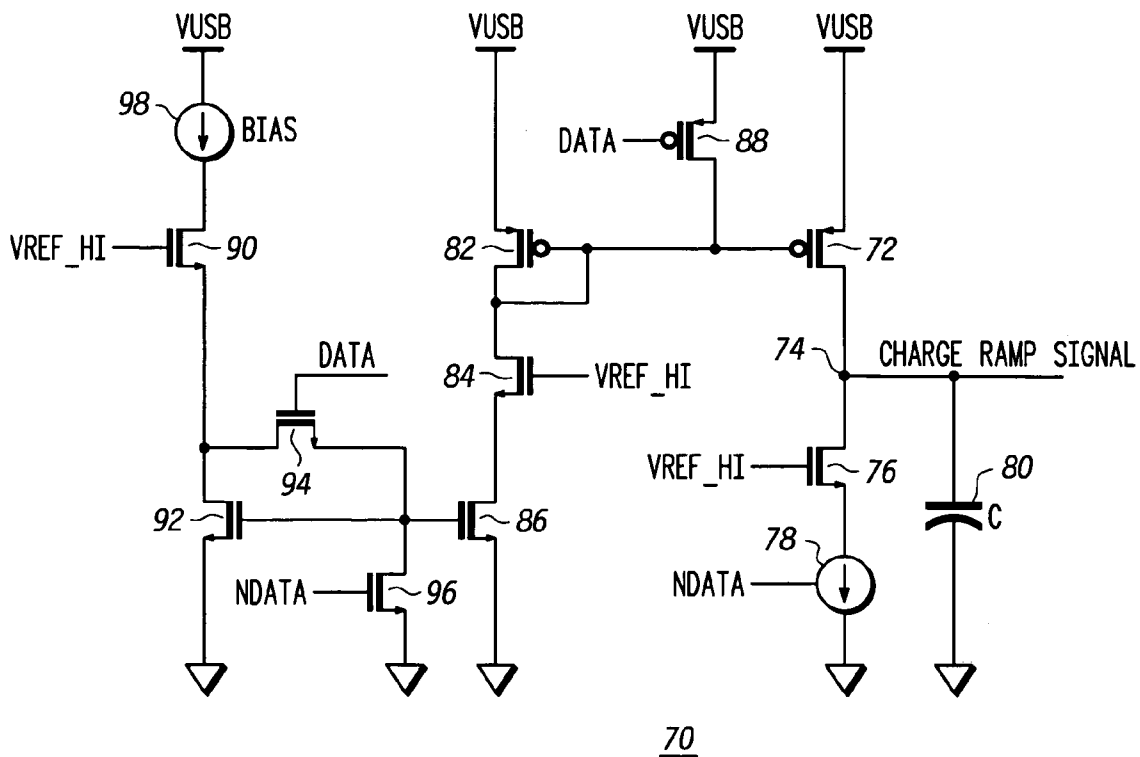 VUSB VUSB VUSB VUSB
98 BIAS
DATA 88
VREF_HI 90 82 72
74 CHARGE RAMP SIGNAL
DATA 84 VREF_HI
94 VREF_HI 76 80
92 86 C
78
NDATA 96 NDATA
70